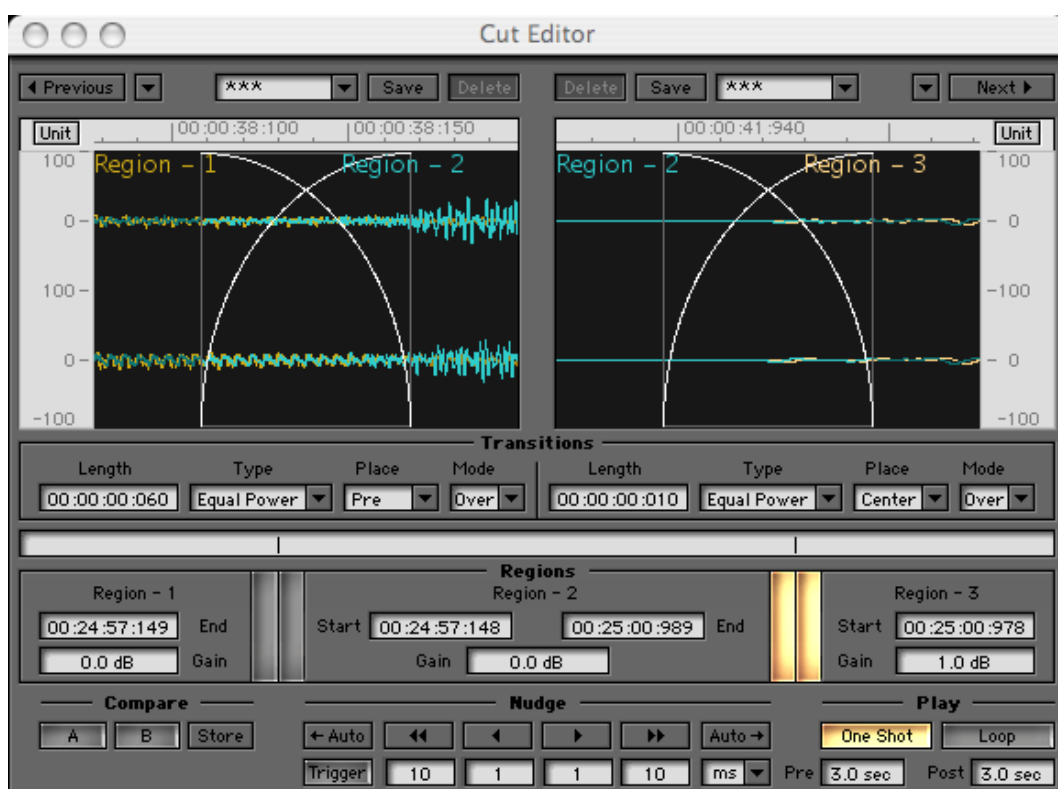 Cut Editor
Previous *** Save Delete Delete Save *** Next
Unit 00:00:38:100 00:00:38:150 00:00:41:940 Unit
100 Region - 1 Region - 2 Region - 2 Region - 3 100
0 0
100 -100
0 0
-100 -100
Transitions
Length Type Place Mode Length Type Place Mode
00:00:00:060 Equal Power Pre Over 00:00:00:010 Equal Power Center Over
Regions
Region - 1 Region - 2 Region - 3
00:24:57:149 End Start 00:24:57:148 00:25:00:989 End Start 00:25:00:978
0.0 dB Gain Gain 0.0 dB Gain 1.0 dB
Compare Nudge Play
A B Store Auto Auto One Shot Loop
Trigger 10 1 1 10 ms Pre 3.0 sec Post 3.0 sec